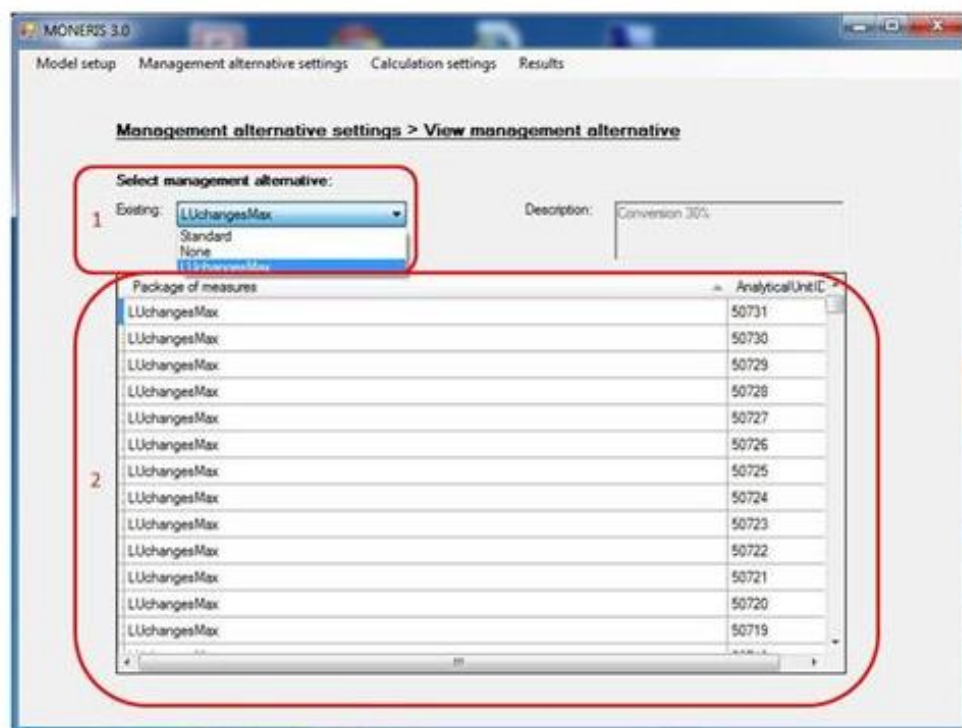 MONERIS 3.0
Model setup Management alternative settings Calculation settings Results
Management alternative settings > View management alternative
Select management alternative:
1 Existing: LUchangesMax Description: Conversion 30%
Standard
None
LUchangesMax
Package of measures AnalyticalUnitID
LUchangesMax 50731
LUchangesMax 50730
LUchangesMax 50729
LUchangesMax 50728
LUchangesMax 50727
LUchangesMax 50726
LUchangesMax 50725
2 LUchangesMax 50724
LUchangesMax 50723
LUchangesMax 50722
LUchangesMax 50721
LUchangesMax 50720
LUchangesMax 50719